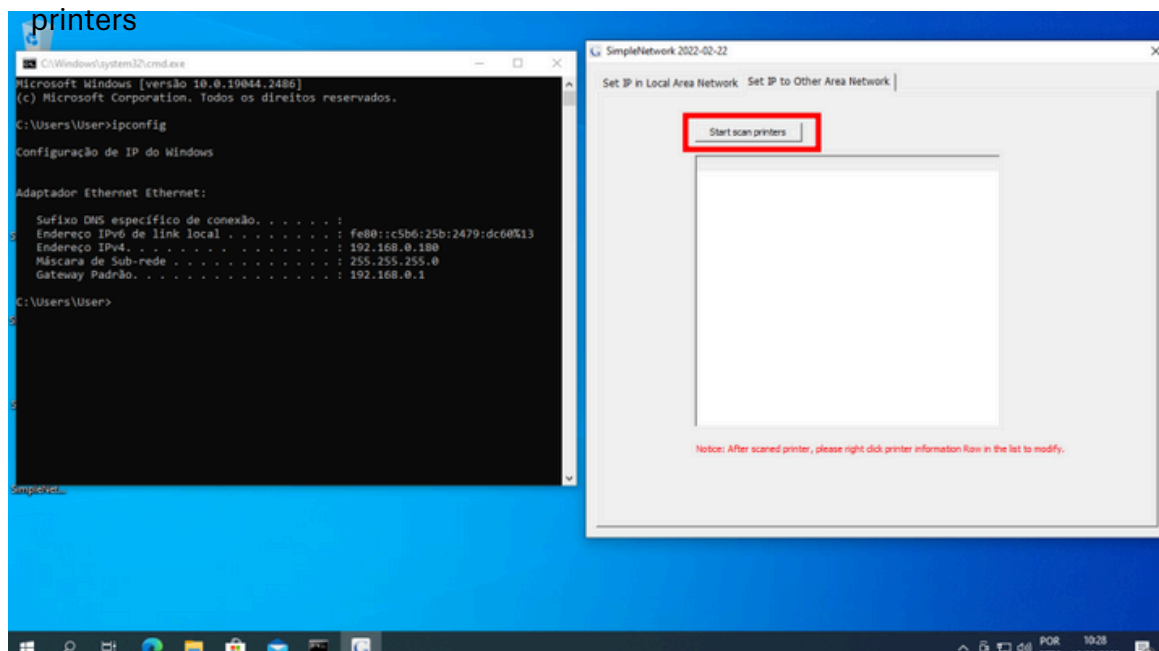 printers
C:\Windows\system32\cmd.exe
Microsoft Windows [versão 10.0.19044.2486]
(c) Microsoft Corporation. Todos os direitos reservados.
C:\Users\User>ipconfig
Configuração de IP do Windows
Adaptador Ethernet Ethernet:
Sufixo DNS específico de conexão. . . . . . :
Endereço IPv6 de link local . . . . . . . . : fe80::c5b6:25b:2479:dc60%13
Endereço IPv4. . . . . . . . . . . . . . . : 192.168.0.180
Máscara de Sub-rede . . . . . . . . . . . . : 255.255.255.0
Gateway Padrão. . . . . . . . . . . . . . . : 192.168.0.1
C:\Users\User>
SimpleNet...
SimpleNetwork 2022-02-22
Set IP in Local Area Network
Set IP to Other Area Network
Start scan printers
Notice: After scaned printer, please right click printer information Row in the list to modify.
POR
10:28